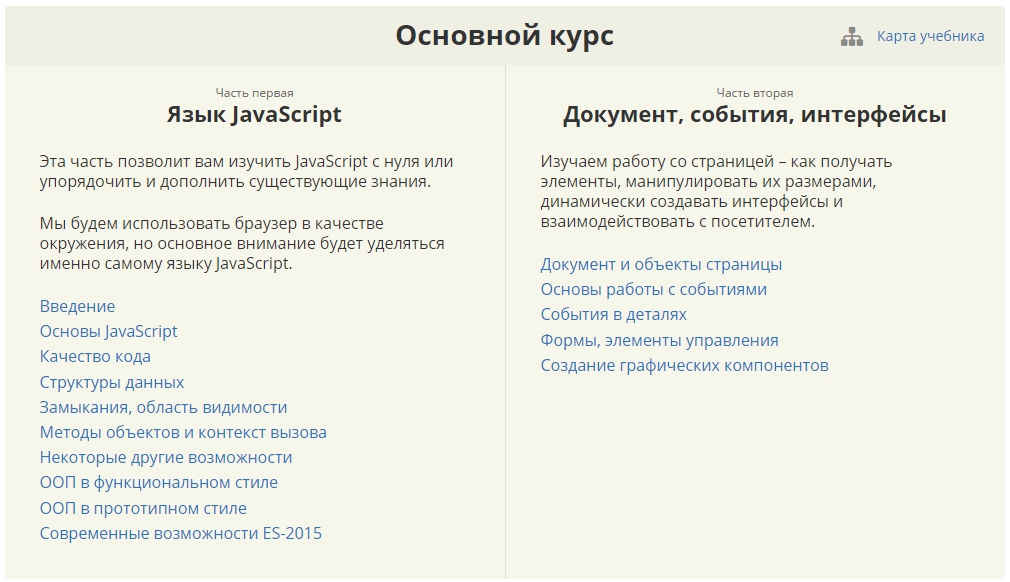 Основной курс
Карта учебника
Часть первая
Язык JavaScript
Эта часть позволит вам изучить JavaScript с нуля или
упорядочить и дополнить существующие знания.
Мы будем использовать браузер в качестве
окружения, но основное внимание будет уделяться
именно самому языку JavaScript.
Введение
Основы JavaScript
Качество кода
Структуры данных
Замыкания, область видимости
Методы объектов и контекст вызова
Некоторые другие возможности
ООП в функциональном стиле
ООП в прототипном стиле
Современные возможности ES-2015
Часть вторая
Документ, события, интерфейсы
Изучаем работу со страницей – как получать
элементы, манипулировать их размерами,
динамически создавать интерфейсы и
взаимодействовать с посетителем.
Документ и объекты страницы
Основы работы с событиями
События в деталях
Формы, элементы управления
Создание графических компонентов